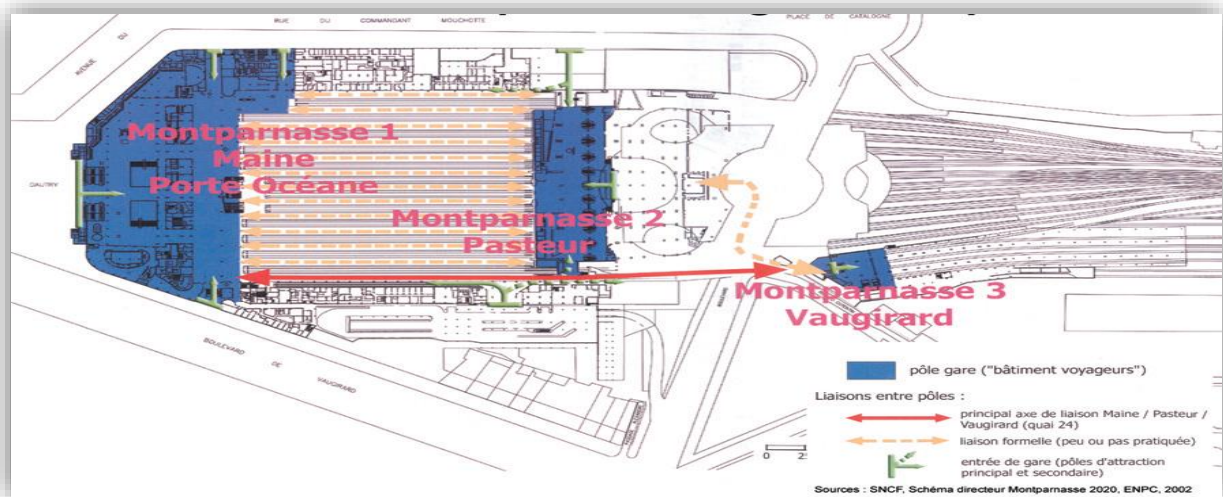 RUE DU COMMANDANT MOUCHOTTE
PLACE DE CATALOGNE
AVENUE DU
Montparnasse 1
Maine
Porte Océane
GAUTRY
Montparnasse 2
Pasteur
Montparnasse 3
Vaugirard
BOULEVARD DE VAUGIRARD
pôle gare ("bâtiment voyageurs")
Liaisons entre pôles :
principal axe de liaison Maine / Pasteur /
Vaugirard (quai 24)
liaison formelle (peu ou pas pratiquée)
entrée de gare (pôles d'attraction
principal et secondaire)
0 2
Sources : SNCF, Schéma directeur Montparnasse 2020, ENPC, 2002